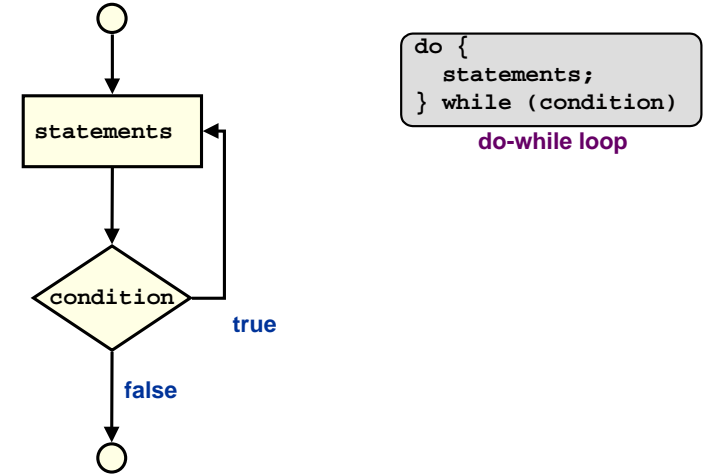 statements
condition
true
false
do {
  statements;
} while (condition)
do-while loop